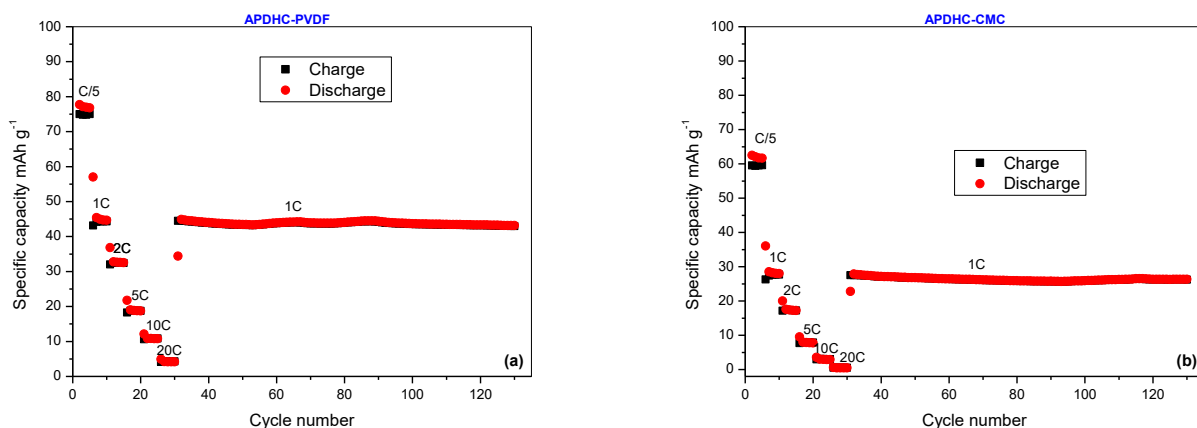 APDHC-PVDF
100
90
80
70
60
50
40
30
20
10
0
Specific capacity mAh g⁻¹
Charge
Discharge
C/5
1C
2C
5C
10C
20C
1C
(a)
0 20 40 60 80 100 120
Cycle number
APDHC-CMC
100
90
80
70
60
50
40
30
20
10
0
Specific capacity mAh g⁻¹
Charge
Discharge
C/5
1C
2C
5C
10C
20C
1C
(b)
0 20 40 60 80 100 120
Cycle number